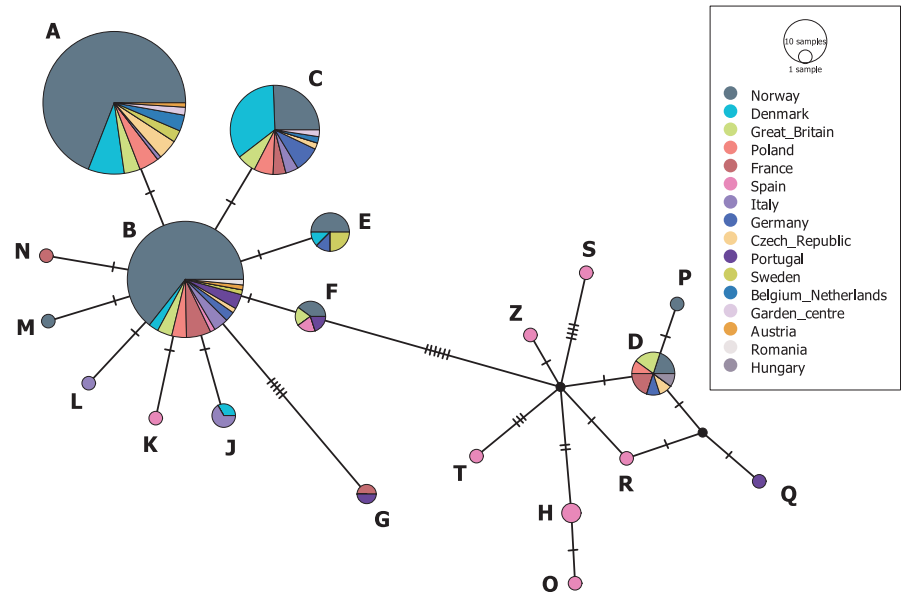 A
C
10 samples
1 sample
Norway
Denmark
Great_Britain
Poland
France
Spain
Italy
Germany
Czech_Republic
Portugal
Sweden
Belgium_Netherlands
Garden_centre
Austria
Romania
Hungary
B
E
N
F
S
P
Z
D
M
L
K
J
T
R
Q
G
H
O